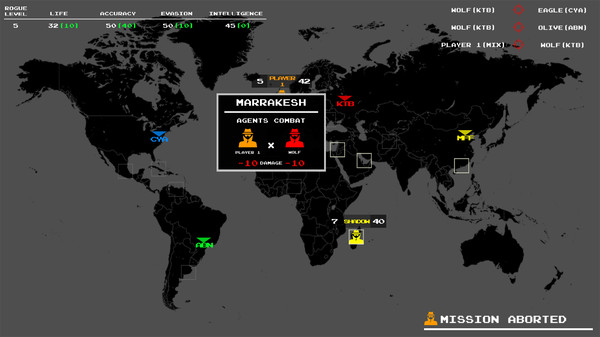 ROGUE LEVEL LIFE ACCURACY EVASION INTELLIGENCE
5 32(10) 50(40) 50(10) 45(0)
WOLF(KTB) EAGLE(CYA)
WOLF(KTB) OLIVE(ABN)
PLAYER 1(MIX) WOLF(KTB)
5 PLAYER 1 42
MARRAKESH
AGENTS COMBAT
PLAYER 1 X WOLF
-10 DAMAGE -10
KTB
CYA
MFF
7 SHADOW 40
ABN
MISSION ABORTED